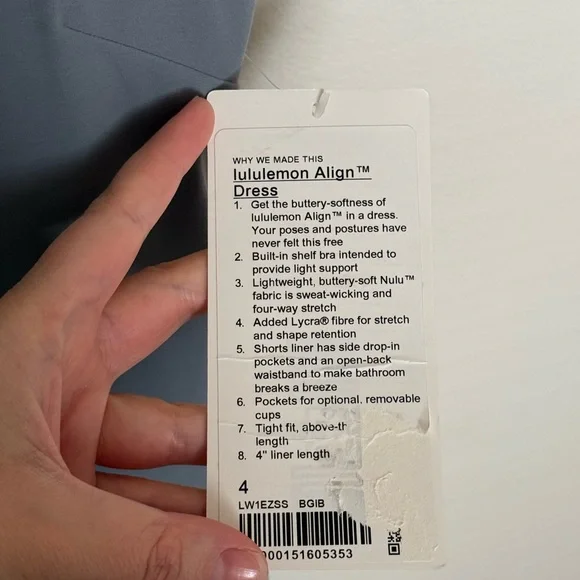 WHY WE MADE THIS
lululemon Align™
Dress
1. Get the buttery-softness of
lululemon Align™ in a dress.
Your poses and postures have
never felt this free
2. Built-in shelf bra intended to
provide light support
3. Lightweight, buttery-soft Nulu™
fabric is sweat-wicking and
four-way stretch
4. Added Lycra® fibre for stretch
and shape retention
5. Shorts liner has side drop-in
pockets and an open-back
waistband to make bathroom
breaks a breeze
6. Pockets for optional, removable
cups
7. Tight fit, above-th
length
8. 4" liner length
4
LW1EZSS BGIB
000151605353